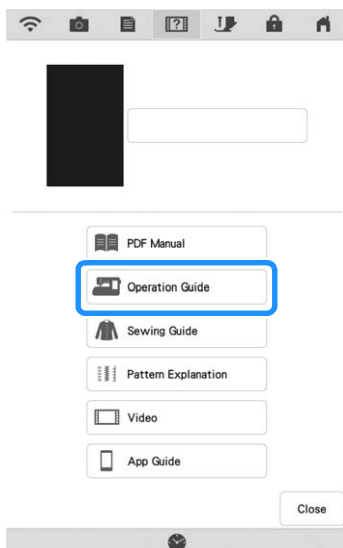 PDF Manual
Operation Guide
Sewing Guide
Pattern Explanation
Video
App Guide
Close